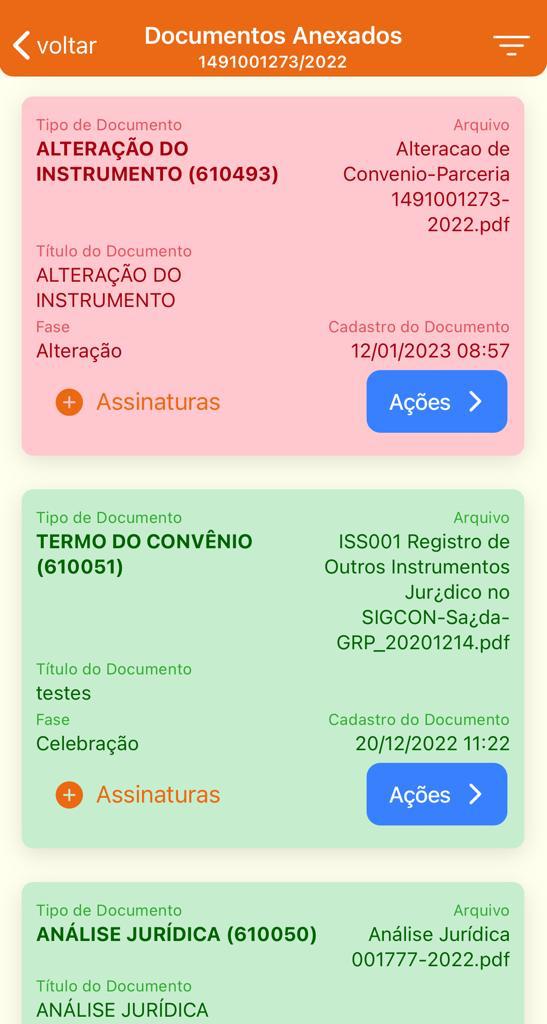 voltar
Documentos Anexados
1491001273/2022
Tipo de Documento
Arquivo
ALTERAÇÃO DO
INSTRUMENTO (610493)
Alteracao de
Convenio-Parceria
1491001273-
2022.pdf
Título do Documento
ALTERAÇÃO DO
INSTRUMENTO
Fase
Cadastro do Documento
Alteração
12/01/2023 08:57
Assinaturas
Ações
Tipo de Documento
Arquivo
TERMO DO CONVÊNIO
(610051)
ISS001 Registro de
Outros Instrumentos
Jur¿dico no
SIGCON-Sa¿da-
GRP_20201214.pdf
Título do Documento
testes
Fase
Cadastro do Documento
Celebração
20/12/2022 11:22
Assinaturas
Ações
Tipo de Documento
Arquivo
ANÁLISE JURÍDICA (610050)
Análise Jurídica
001777-2022.pdf
Título do Documento
ANÁLISE JURÍDICA